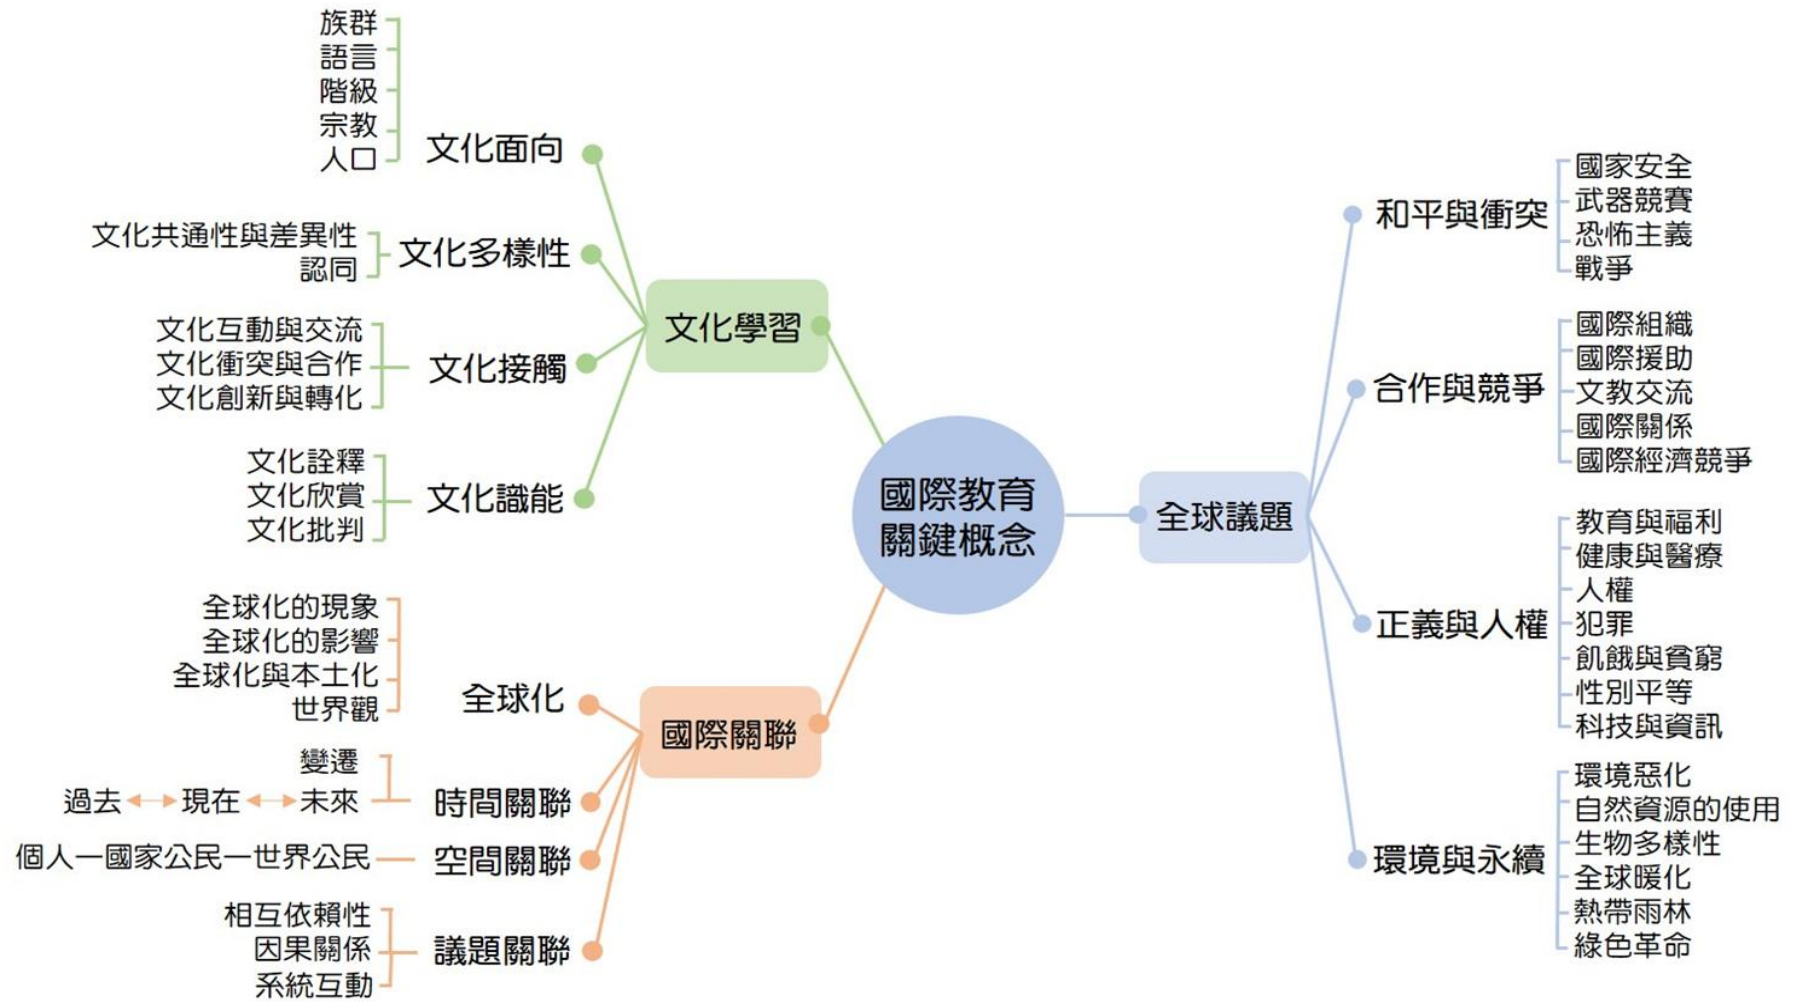 國際教育
關鍵概念
文化學習
文化面向
族群
語言
階級
宗教
人口
文化多樣性
文化共通性與差異性
認同
文化接觸
文化互動與交流
文化衝突與合作
文化創新與轉化
文化識能
文化詮釋
文化欣賞
文化批判
國際關聯
全球化
全球化的現象
全球化的影響
全球化與本土化
世界觀
時間關聯
變遷
過去 現在 未來
空間關聯
個人一國家公民一世界公民
議題關聯
相互依賴性
因果關係
系統互動
全球議題
和平與衝突
國家安全
武器競賽
恐怖主義
戰爭
合作與競爭
國際組織
國際援助
文教交流
國際關係
國際經濟競爭
正義與人權
教育與福利
健康與醫療
人權
犯罪
飢餓與貧窮
性別平等
科技與資訊
環境與永續
環境惡化
自然資源的使用
生物多樣性
全球暖化
熱帶雨林
綠色革命